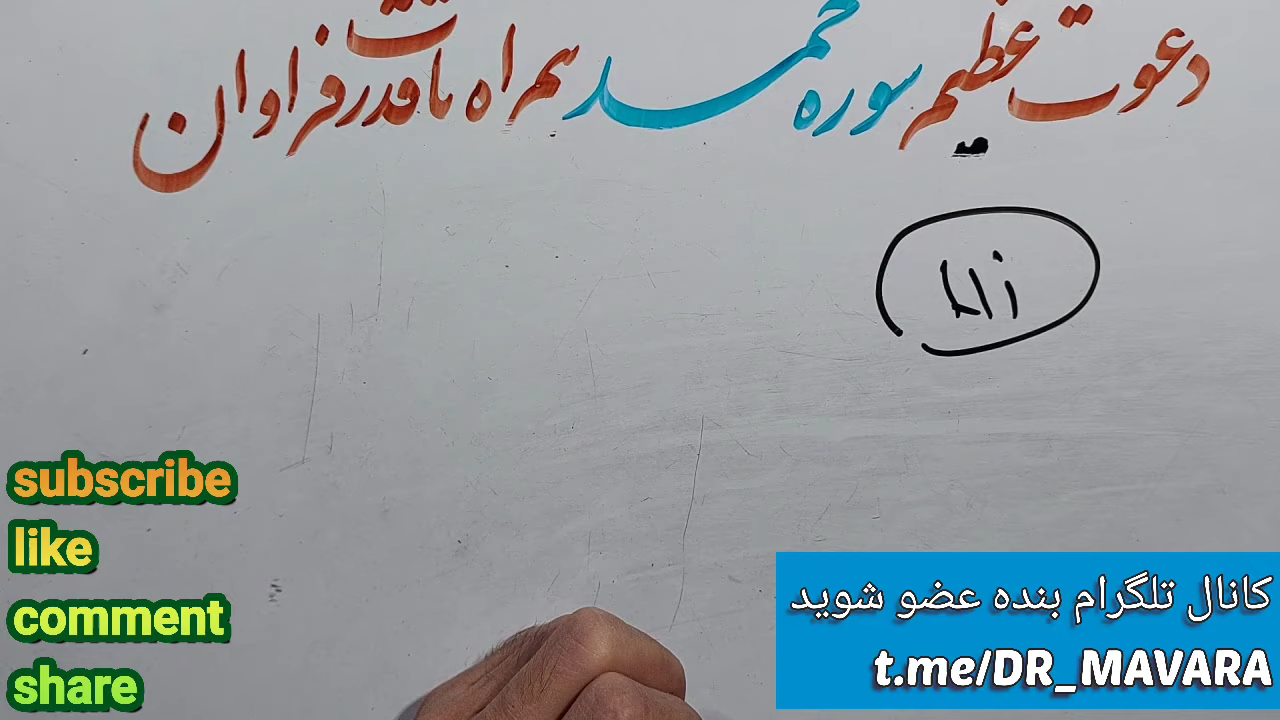 دعوت عظیم سوره حمد همراه با قدرت فراوان
subscribe
like
comment
share
کانال تلگرام بنده عضو شوید
t.me/DR_MAVARA